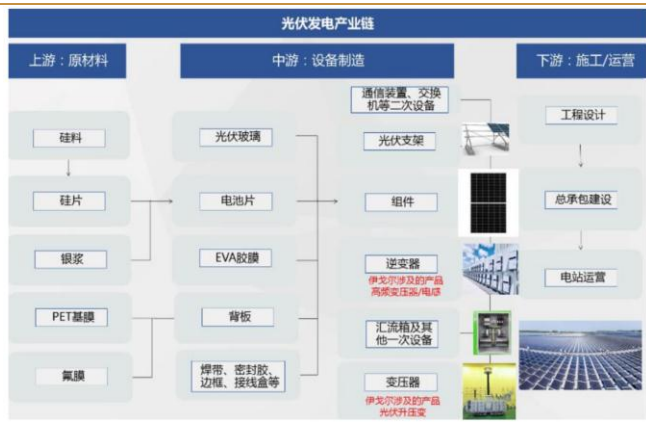 光伏发电产业链
上游：原材料
中游：设备制造
下游：施工/运营
硅料
硅片
银浆
PET基膜
氟膜
光伏玻璃
电池片
EVA胶膜
背板
焊带、密封胶、
边框、接线盒等
通信装置、交换
机等二次设备
光伏支架
组件
逆变器
伊戈尔涉及的产品
高频变压器/电感
汇流箱及其
他一次设备
变压器
伊戈尔涉及的产品
光伏升压变
工程设计
总承包建设
电站运营